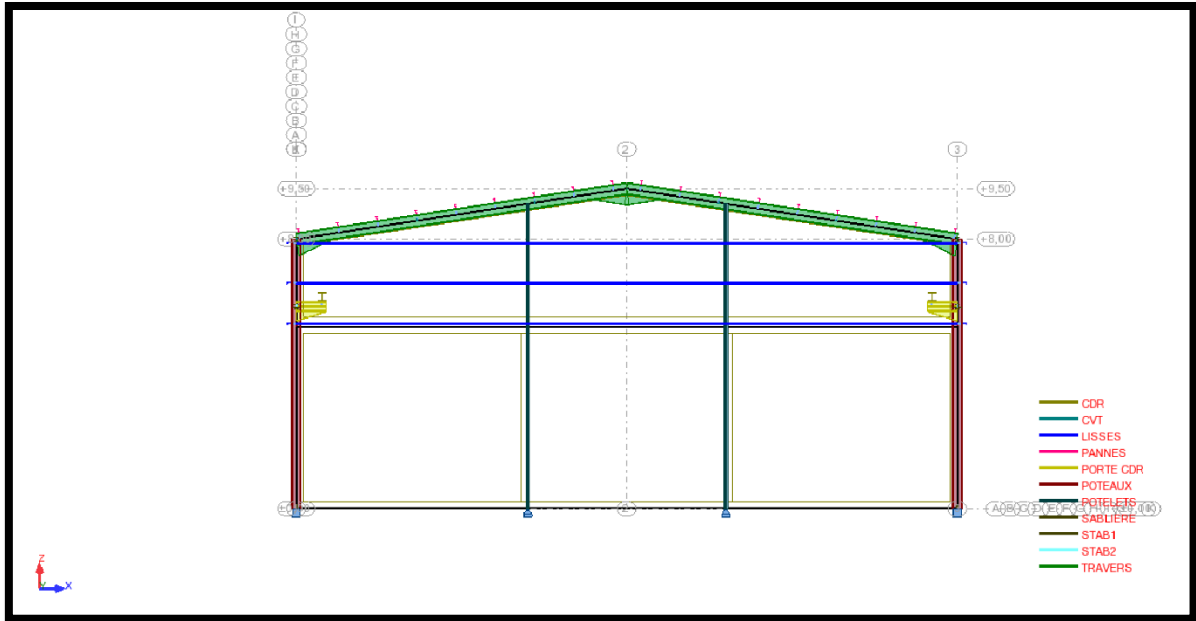 I
H
G
F
E
D
C
B
A
2
3
+9,50
+9,50
+8,00
CDR
CVT
LISSES
PANNES
PORTE CDR
POTEAUX
POTELETS
SABLIERE
STAB1
STAB2
TRAVERS
2
Z
X